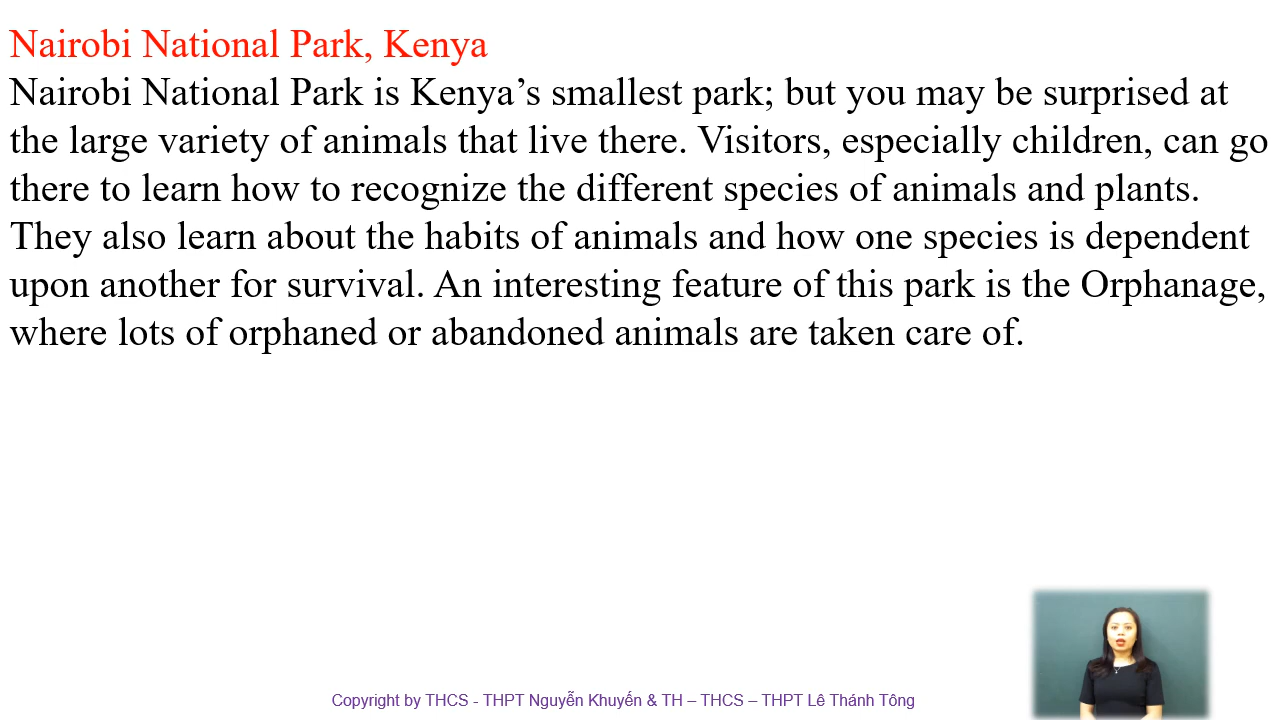 Nairobi National Park, Kenya
Nairobi National Park is Kenya’s smallest park; but you may be surprised at
the large variety of animals that live there. Visitors, especially children, can go
there to learn how to recognize the different species of animals and plants.
They also learn about the habits of animals and how one species is dependent
upon another for survival. An interesting feature of this park is the Orphanage,
where lots of orphaned or abandoned animals are taken care of.
Copyright by THCS - THPT Nguyễn Khuyến & TH – THCS – THPT Lê Thánh Tông